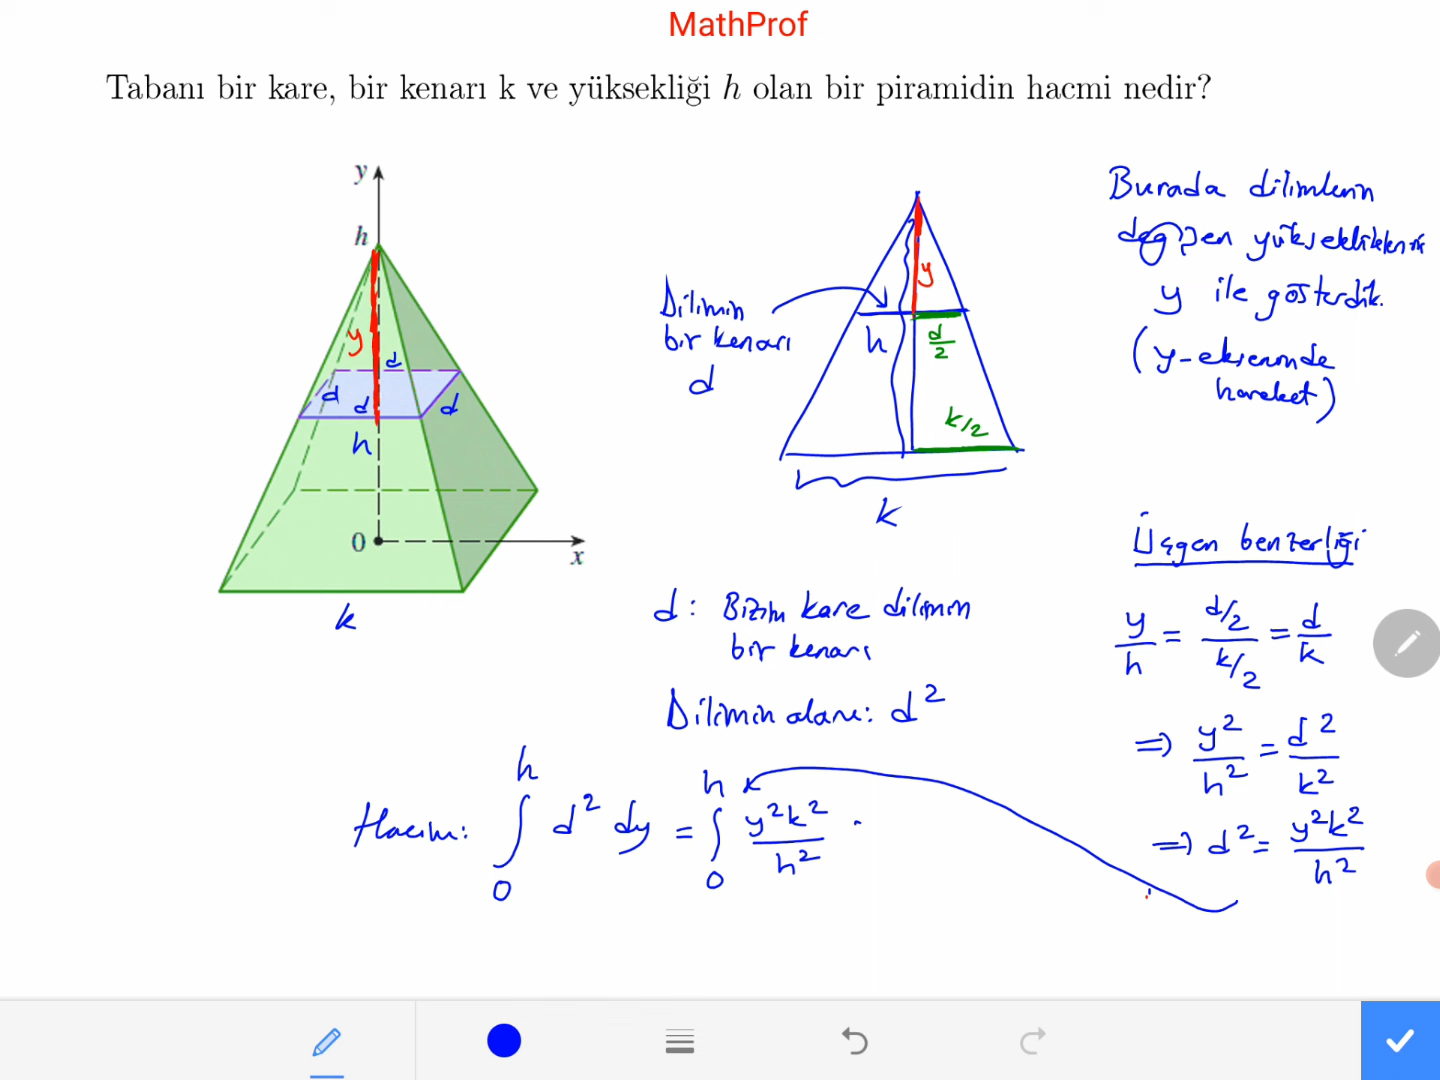 MathProf
Tabanı bir kare, bir kenarı k ve yüksekliği h olan bir piramidin hacmi nedir?
y
h
y
d
d
d
d
h
0
x
k
Dilimin
bir kenarı
d
y
h
d/2
k/2
k
Burada dilimlerin
değişen yüksekliklerini
y ile gösterdik.
(y-ekseninde
hareket)
d: Bizim kare dilimin
bir kenarı
Dilimin alanı: d²
Üçgen benzerliği
y/h = (d/2)/(k/2) = d/k
⇒ y²/h² = d²/k²
⇒ d² = y²k²/h²
Hacim: ∫₀ʰ d² dy = ∫₀ʰ y²k²/h² ·